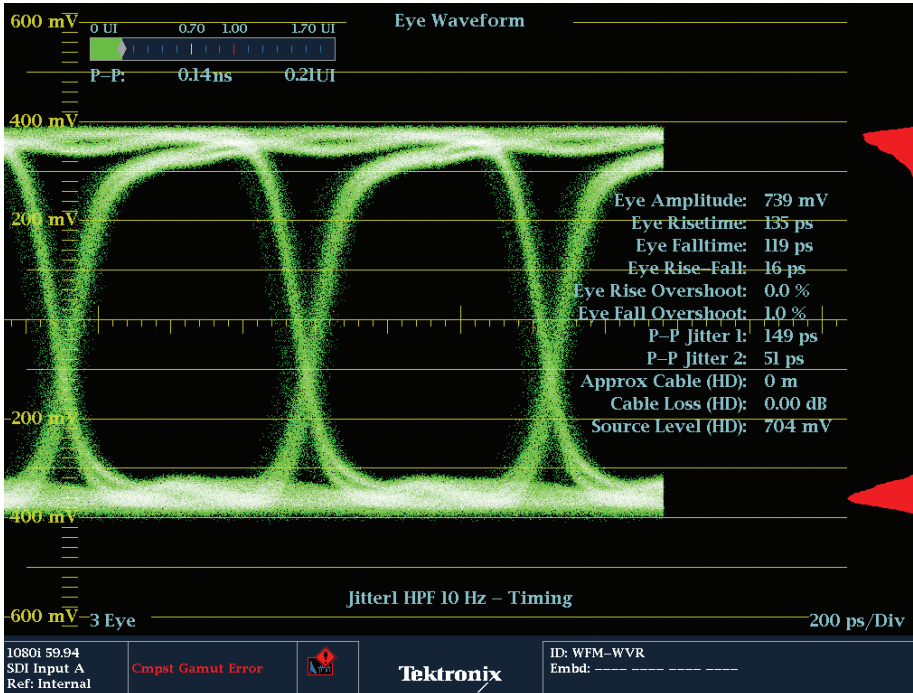 600 mV
Eye Waveform
0 UI 0.70 1.00 1.70 UI
P-P: 0.14ns 0.21UI
400 mV
200 mV
Eye Amplitude: 739 mV
Eye Risetime: 135 ps
Eye Falltime: 119 ps
Eye Rise-Fall: 16 ps
Eye Rise Overshoot: 0.0 %
Eye Fall Overshoot: 1.0 %
P-P Jitter 1: 149 ps
P-P Jitter 2: 51 ps
Approx Cable (HD): 0 m
Cable Loss (HD): 0.00 dB
Source Level (HD): 704 mV
-200 mV
-400 mV
Jitter1 HPF 10 Hz - Timing
-600 mV
3 Eye
200 ps/Div
1080i 59.94
SDI Input A
Ref: Internal
Cmpst Gamut Error
Tektronix
ID: WFM-WVR
Embd: ---- ---- ---- ----